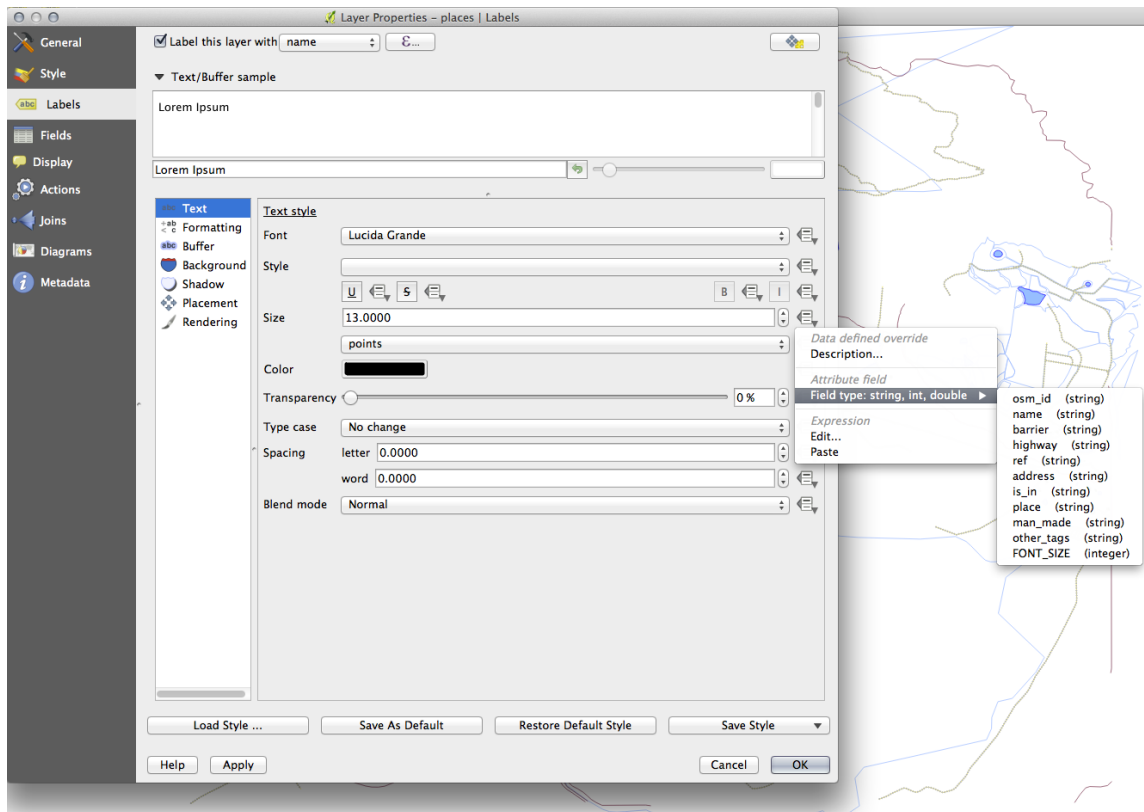 Layer Properties - places | Labels
General
Style
abc Labels
Fields
Display
Actions
Joins
Diagrams
Metadata
Label this layer with name ε...
Text/Buffer sample
Lorem Ipsum
Lorem Ipsum
Text
Formatting
abc Buffer
Background
Shadow
Placement
Rendering
Text style
Font Lucida Grande
Style
U S B I
Size 13.0000
points
Color
Transparency 0 %
Type case No change
Spacing letter 0.0000
word 0.0000
Blend mode Normal
Data defined override
Description...
Attribute field
Field type: string, int, double
Expression
Edit...
Paste
osm_id (string)
name (string)
barrier (string)
highway (string)
ref (string)
address (string)
is_in (string)
place (string)
man_made (string)
other_tags (string)
FONT_SIZE (integer)
Load Style ... Save As Default Restore Default Style Save Style
Help Apply Cancel OK